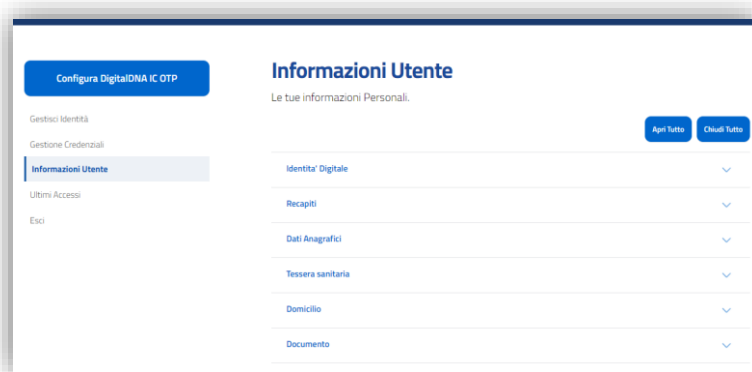 Configura DigitalDNA IC OTP
Gestisci Identità
Gestione Credenziali
Informazioni Utente
Ultimi Accessi
Esci
Informazioni Utente
Le tue informazioni Personali.
Apri Tutto
Chiudi Tutto
Identita' Digitale
Recapiti
Dati Anagrafici
Tessera sanitaria
Domicilio
Documento